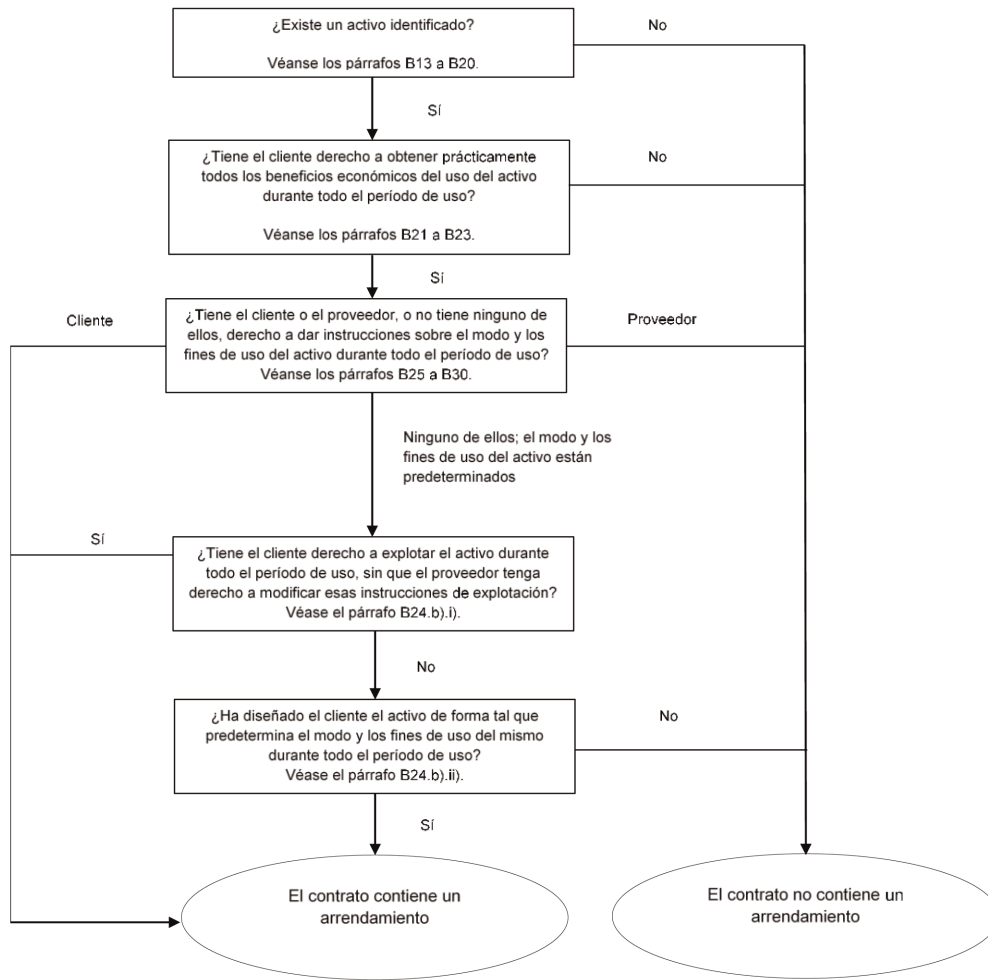 ¿Existe un activo identificado?
No
Véanse los párrafos B13 a B20.
Sí
¿Tiene el cliente derecho a obtener prácticamente
todos los beneficios económicos del uso del activo
durante todo el período de uso?
No
Véanse los párrafos B21 a B23.
Sí
Cliente
¿Tiene el cliente o el proveedor, o no tiene ninguno de
ellos, derecho a dar instrucciones sobre el modo y los
fines de uso del activo durante todo el período de uso?
Véanse los párrafos B25 a B30.
Proveedor
Ninguno de ellos; el modo y los
fines de uso del activo están
predeterminados
Sí
¿Tiene el cliente derecho a explotar el activo durante
todo el período de uso, sin que el proveedor tenga
derecho a modificar esas instrucciones de explotación?
Véase el párrafo B24.b).i).
No
¿Ha diseñado el cliente el activo de forma tal que
predetermina el modo y los fines de uso del mismo
durante todo el período de uso?
Véase el párrafo B24.b).ii).
No
Sí
El contrato contiene un
arrendamiento
El contrato no contiene un
arrendamiento